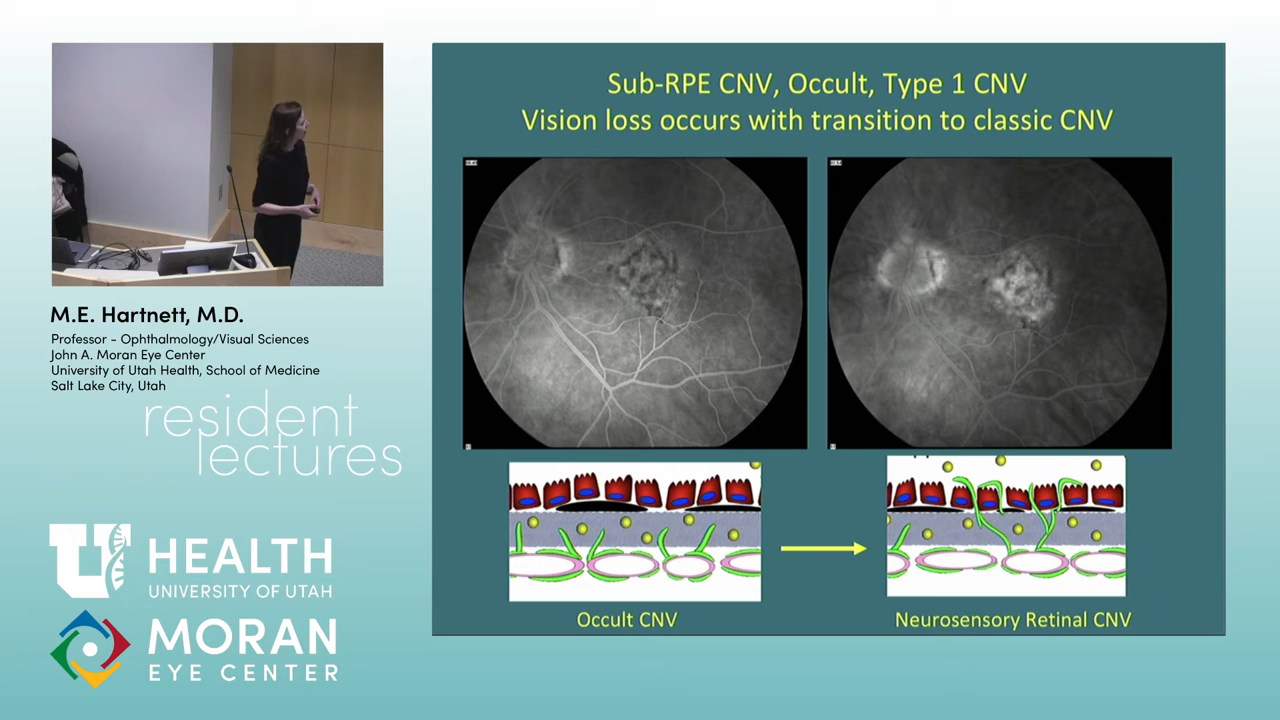 Sub-RPE CNV, Occult, Type 1 CNV
Vision loss occurs with transition to classic CNV
M.E. Hartnett, M.D.
Professor - Ophthalmology/Visual Sciences
John A. Moran Eye Center
University of Utah Health, School of Medicine
Salt Lake City, Utah
resident
lectures
U HEALTH
UNIVERSITY OF UTAH
MORAN
EYE CENTER
Occult CNV
Neurosensory Retinal CNV